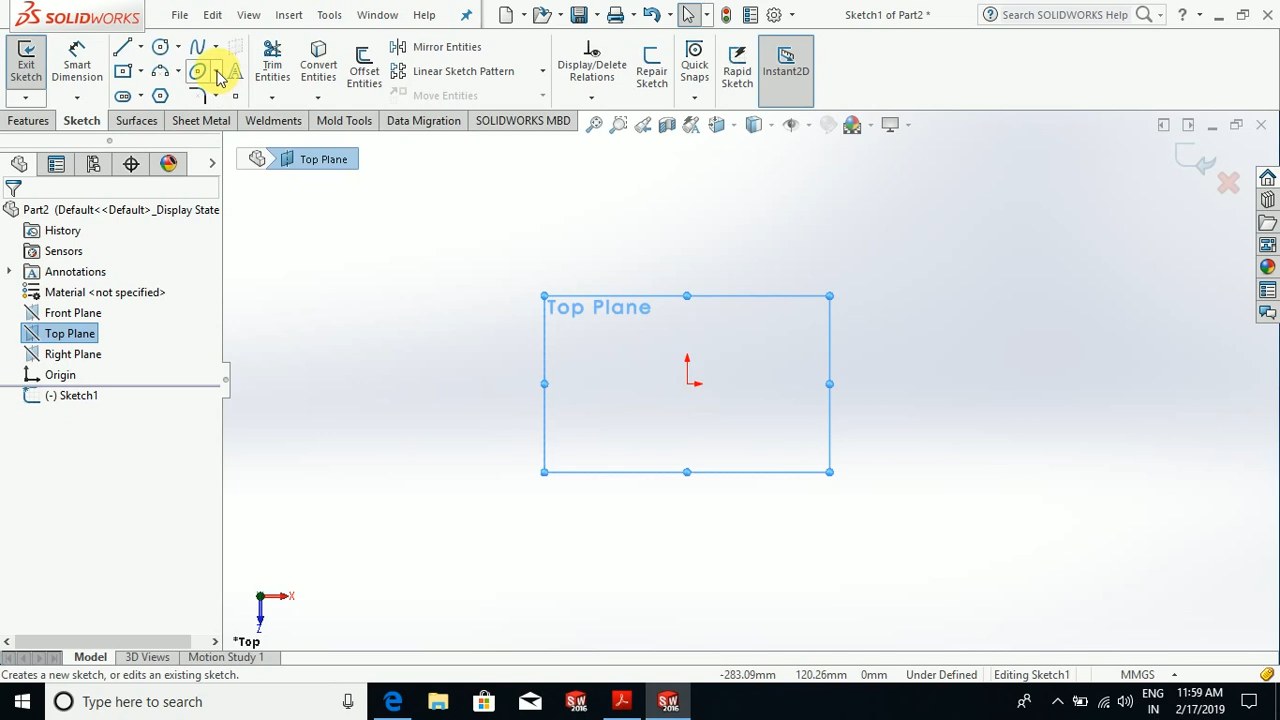 SOLIDWORKS
File
Edit
View
Insert
Tools
Window
Help
Sketch1 of Part2 *
Search SOLIDWORKS Help
Exit Sketch
Smart Dimension
Trim Entities
Convert Entities
Offset Entities
Mirror Entities
Linear Sketch Pattern
Move Entities
Display/Delete Relations
Repair Sketch
Quick Snaps
Rapid Sketch
Instant2D
Features
Sketch
Surfaces
Sheet Metal
Weldments
Mold Tools
Data Migration
SOLIDWORKS MBD
Top Plane
Part2 (Default<<Default>_Display State
History
Sensors
Annotations
Material <not specified>
Front Plane
Top Plane
Right Plane
Origin
(-) Sketch1
Top Plane
X
Z
*Top
Model
3D Views
Motion Study 1
Creates a new sketch, or edits an existing sketch.
-283.09mm
120.26mm
0mm
Under Defined
Editing Sketch1
MMGS
Type here to search
ENG
IN
11:59 AM
2/17/2019